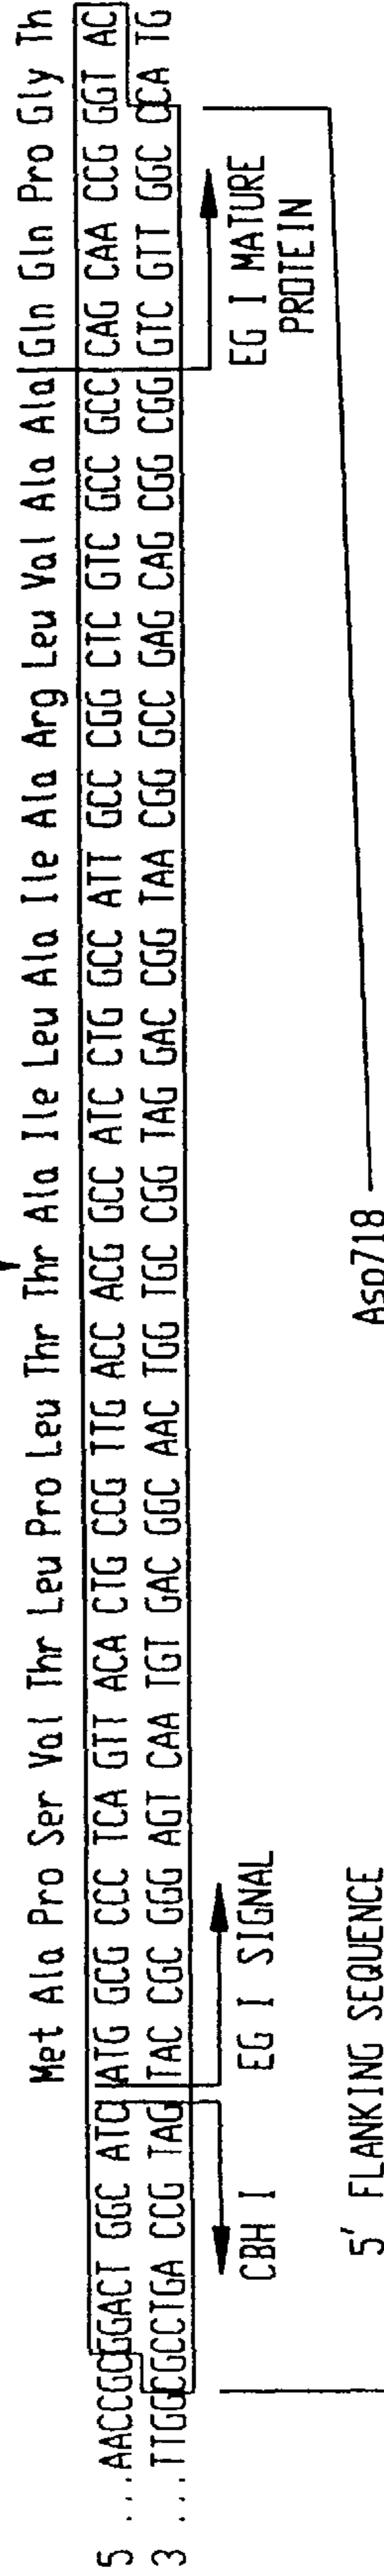 Met Ala Pro Ser Val Thr Leu Pro Leu Thr Thr Ala Ile Leu Ala Ile Ala Arg Leu Val Ala Ala Gln Gln Pro Gly Th
5 ...AACCGCGGACT GGC ATC ATG GCG CCC TCA GTT ACA CTG CCG TTG ACC ACG GCC ATC CTG GCC ATT GCC CGG CTC GTC GCC GCC CAG CAA CCG GGT AC
3 ...TTGGCGCCTGA CCG TAG TAC CGC GGG AGT CAA TGT GAC GGC AAC TGG TGC CGG TAG GAC CGG TAA CGG GCC GAG CAG CGG CGG GTC GTT GGC CCA TG
CBH I EG I SIGNAL EG I MATURE
PROTEIN
5' FLANKING SEQUENCE Asp718